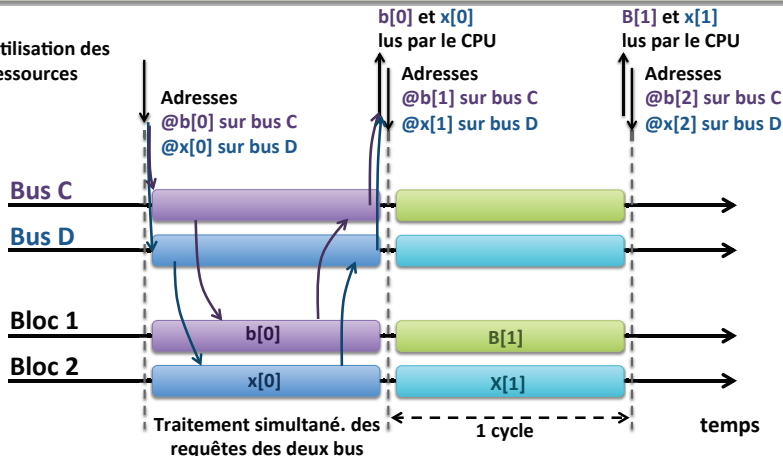 tilisation des
essources
Adresses
@b[0] sur bus C
@x[0] sur bus D
b[0] et x[0]
lus par le CPU
Adresses
@b[1] sur bus C
@x[1] sur bus D
B[1] et x[1]
lus par le CPU
Adresses
@b[2] sur bus C
@x[2] sur bus D
Bus C
Bus D
Bloc 1
b[0]
B[1]
Bloc 2
x[0]
X[1]
Traitement simultané. des
requêtes des deux bus
1 cycle
temps